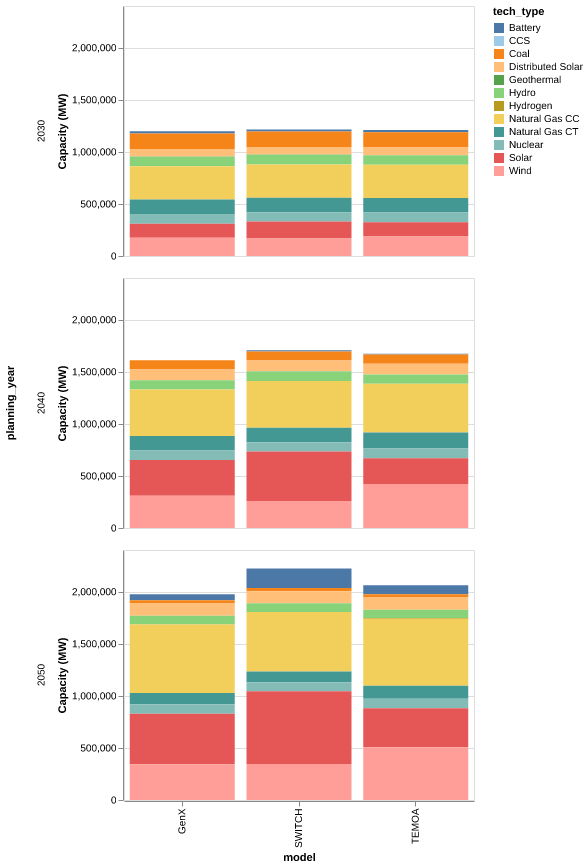 tech_type
Battery
CCS
Coal
Distributed Solar
Geothermal
Hydro
Hydrogen
Natural Gas CC
Natural Gas CT
Nuclear
Solar
Wind
planning_year
2030
Capacity (MW)
2,000,000
1,500,000
1,000,000
500,000
0
2040
Capacity (MW)
2,000,000
1,500,000
1,000,000
500,000
0
2050
Capacity (MW)
2,000,000
1,500,000
1,000,000
500,000
0
GenX
SWITCH
TEMOA
model